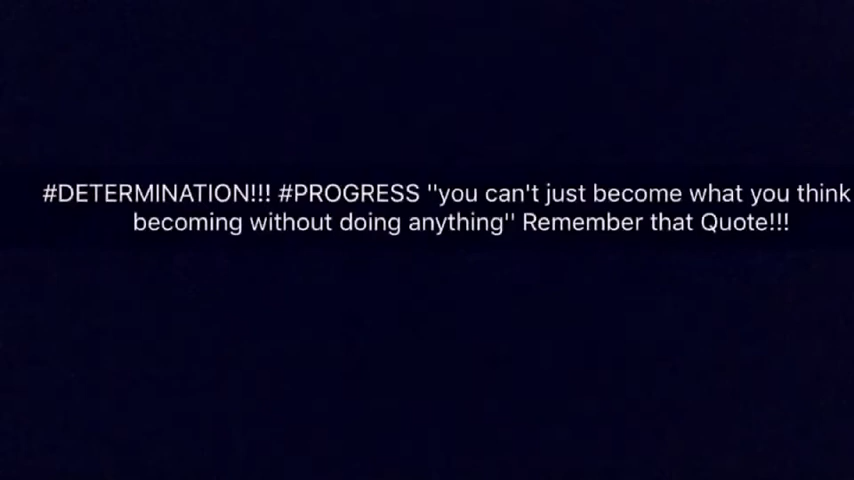 #DETERMINATION!!! #PROGRESS "you can't just become what you think
becoming without doing anything" Remember that Quote!!!